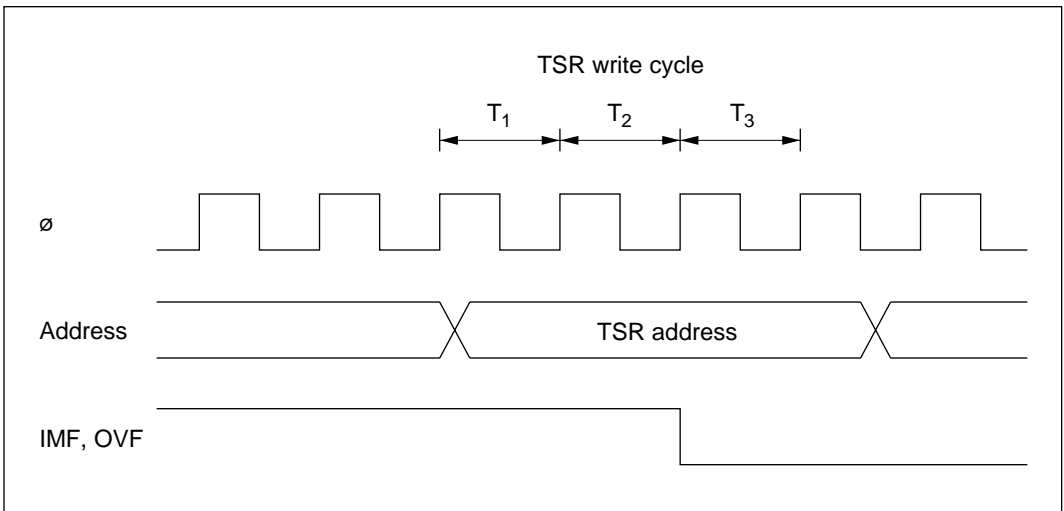 TSR write cycle
T1 T2 T3
ø
Address TSR address
IMF, OVF